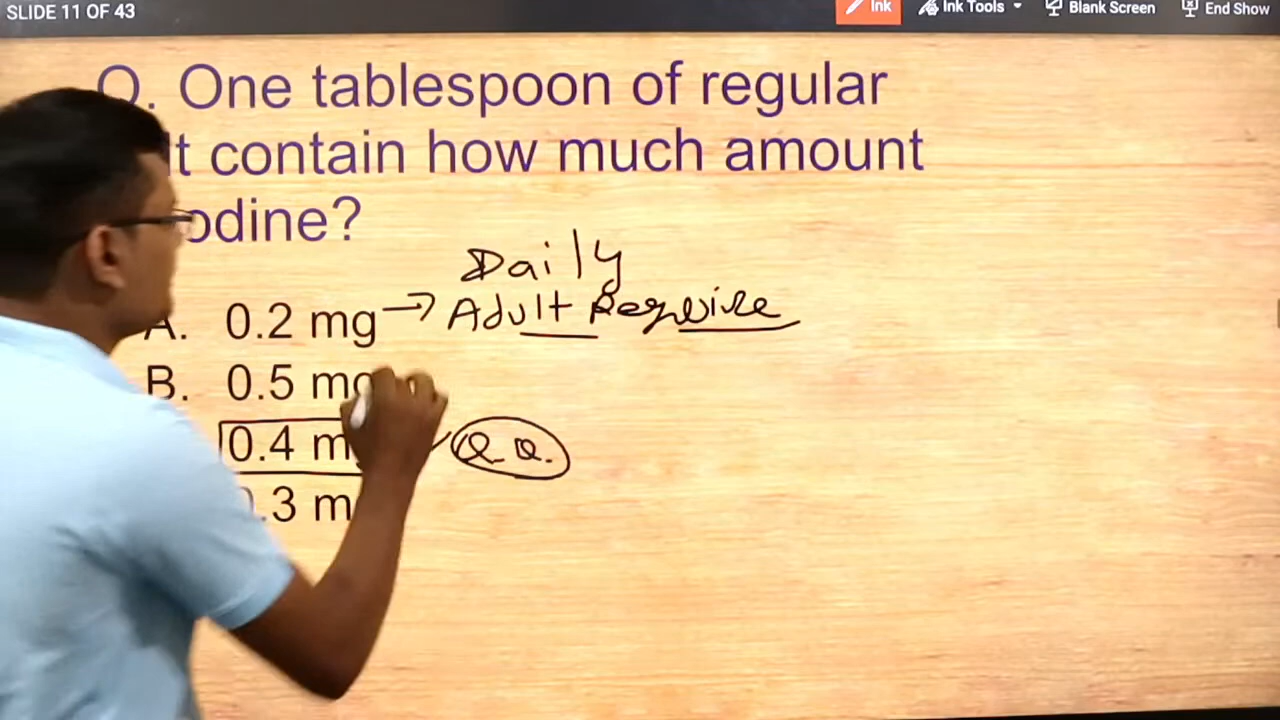 SLIDE 11 OF 43
Ink
Ink Tools
Blank Screen
End Show
Q. One tablespoon of regular
lt contain how much amount
odine?
Daily
A. 0.2 mg → Adult Require
B. 0.5 mg
0.4 m
.3 m